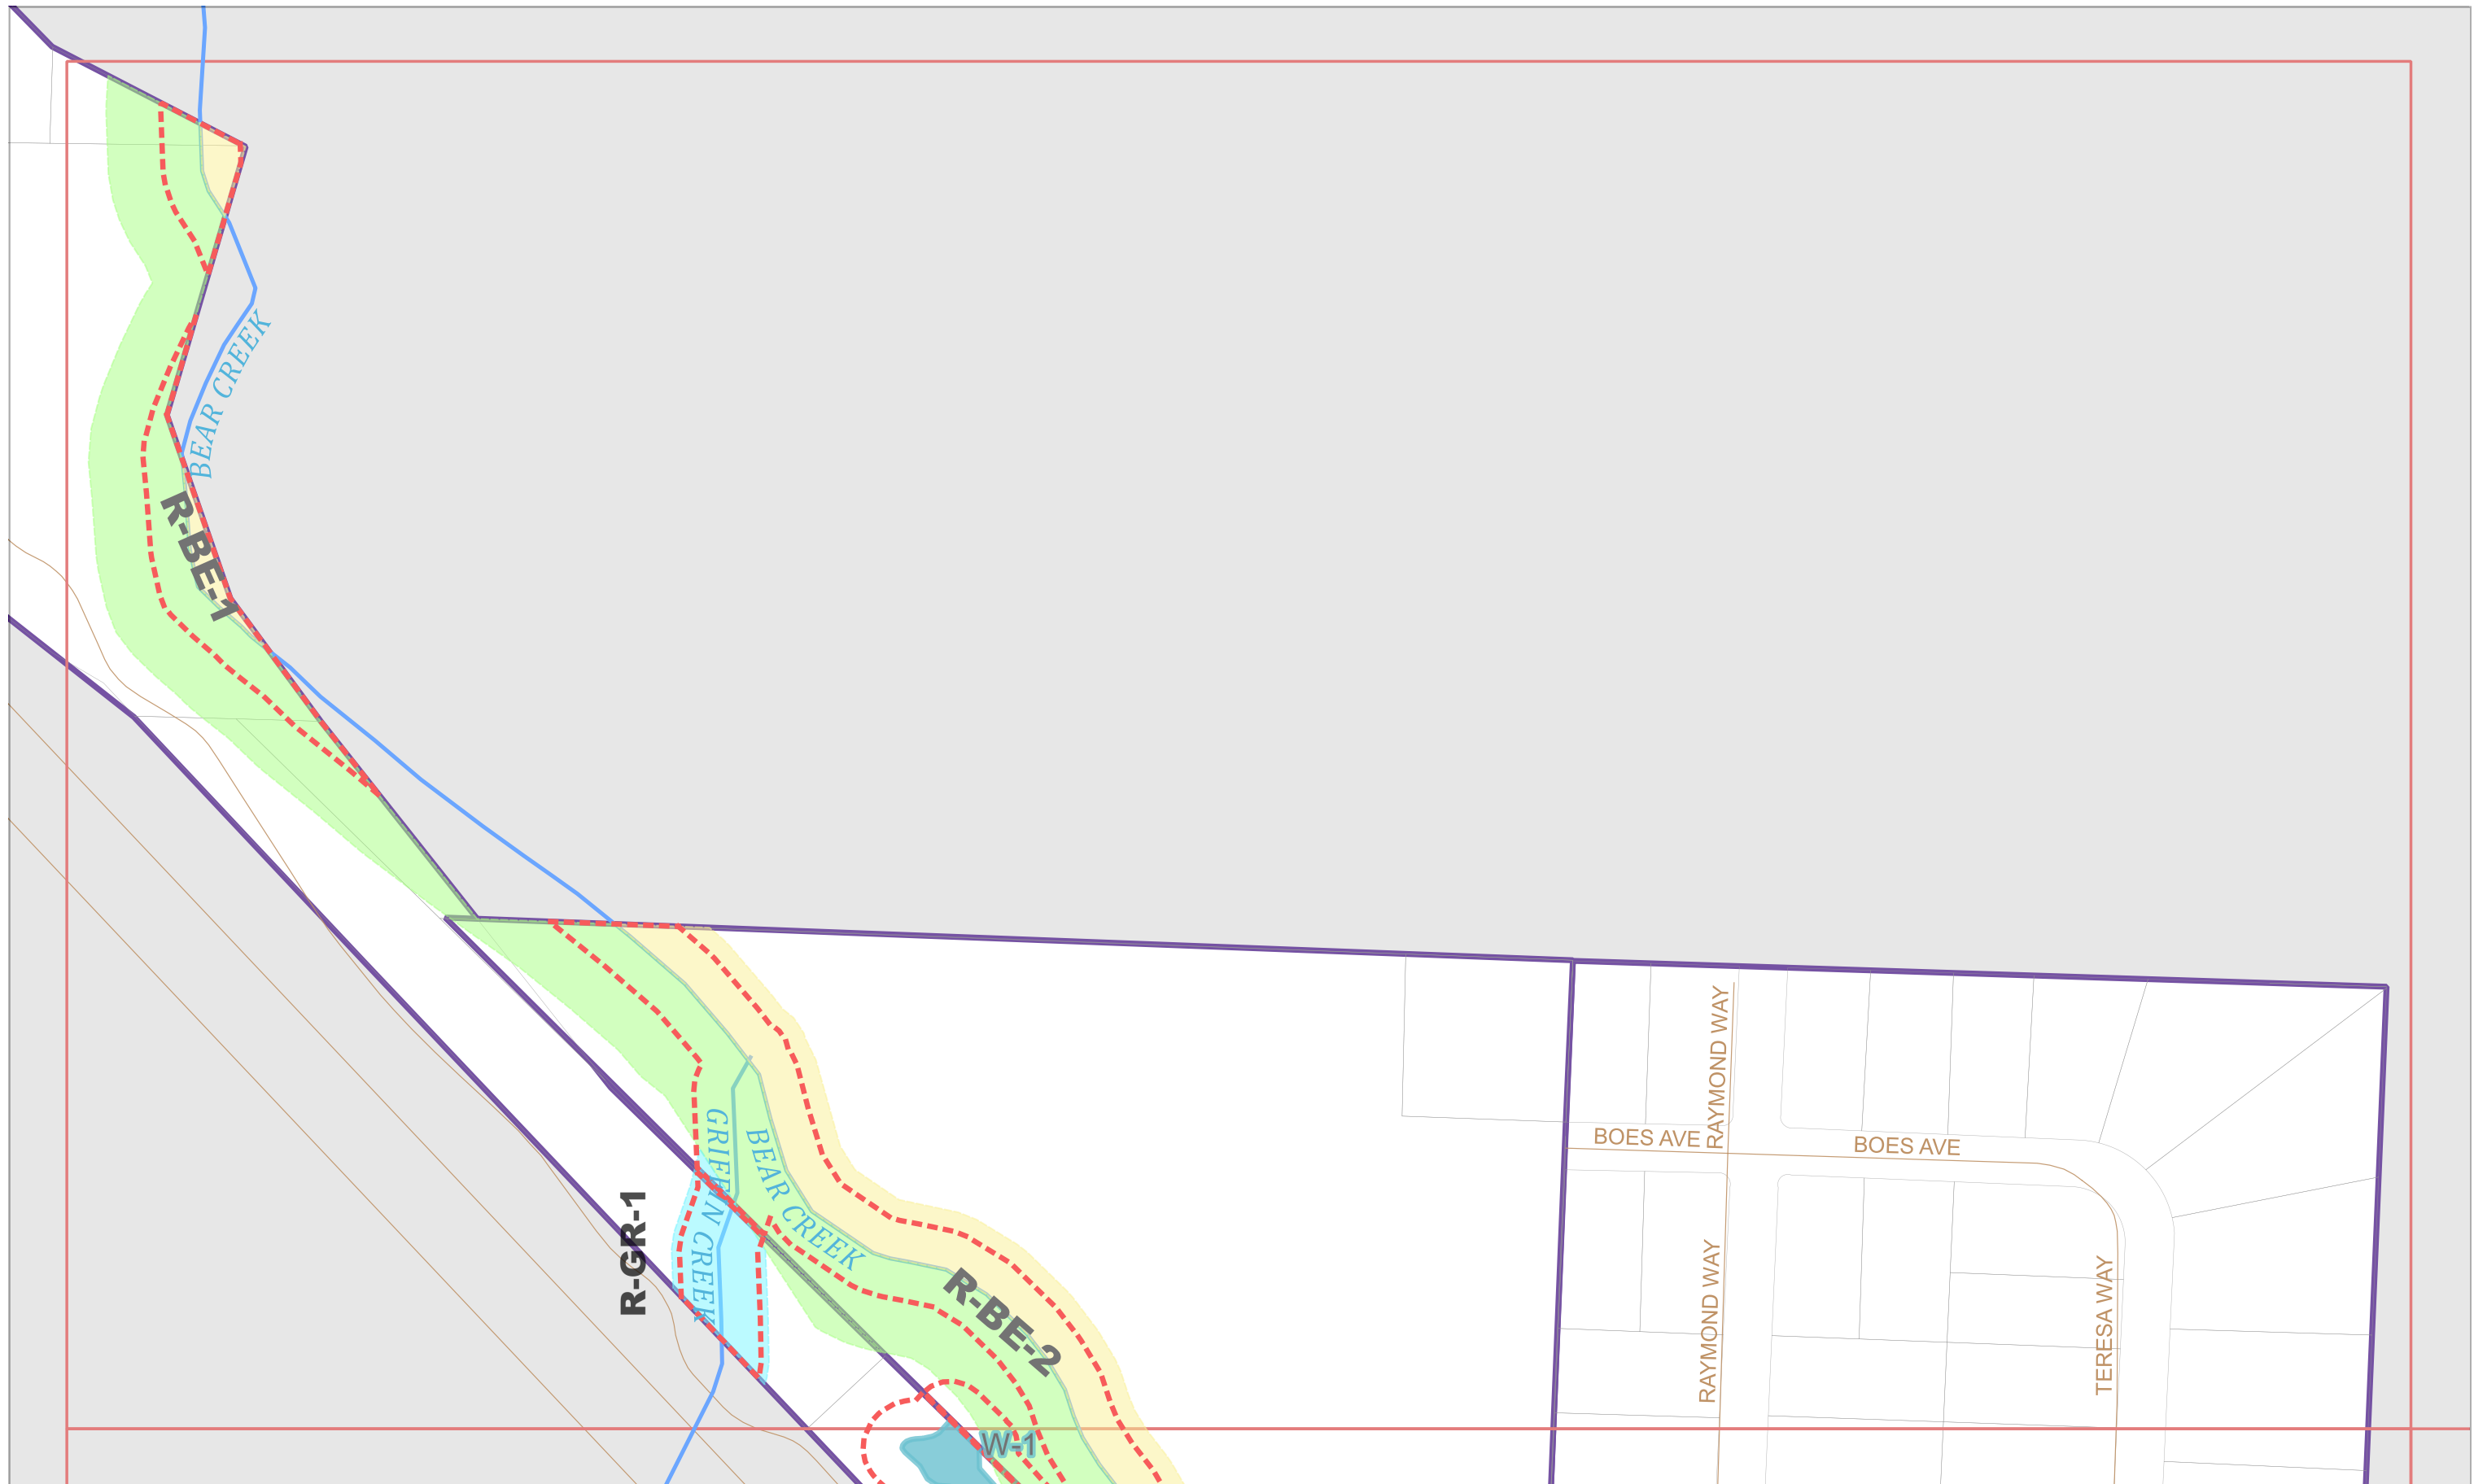 BEAR CREEK
R-BE-1
RAYMOND WAY
BOES AVE
BOES AVE
GRIFFIN CREEK
BEAR CREEK
R-GR-1
RAYMOND WAY
TERESA WAY
R-BE-2
W-1